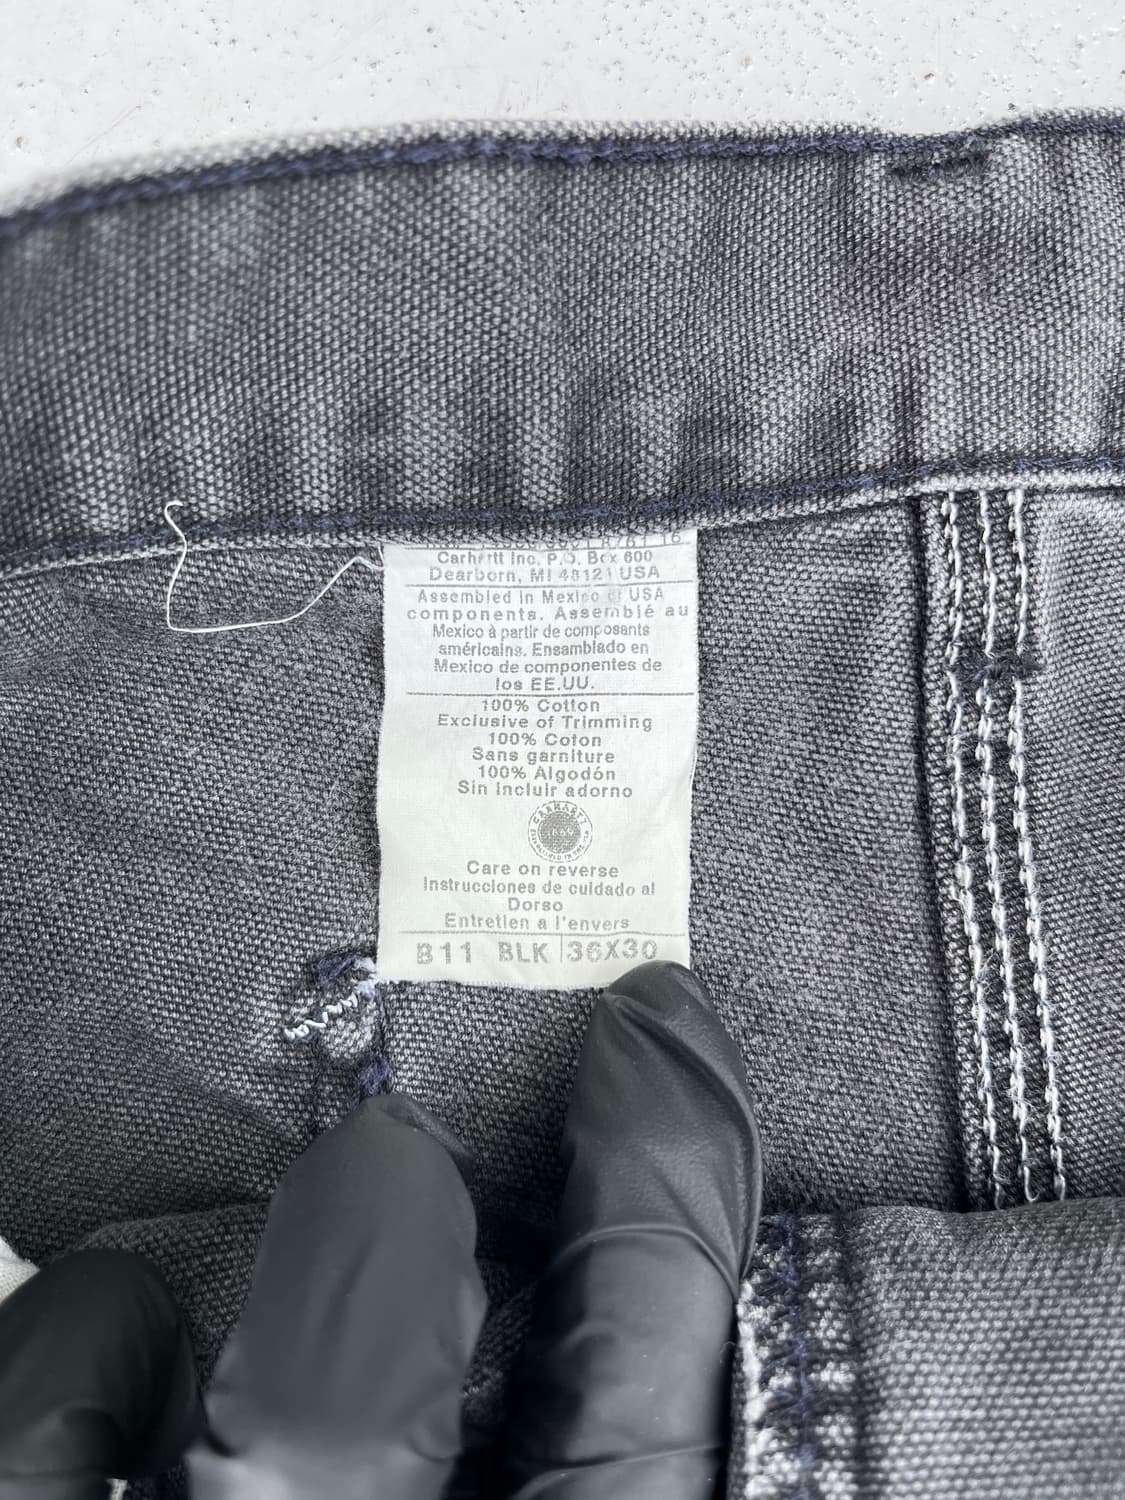 Carhartt Inc. P.O. Box 600
Dearborn, MI 48121 USA
Assembled in Mexico of USA
components. Assemblé au
Mexico à partir de composants
américains. Ensamblado en
Mexico de componentes de
los EE.UU.
100% Cotton
Exclusive of Trimming
100% Coton
Sans garniture
100% Algodón
Sin incluir adorno
CARHARTT
1889
Care on reverse
Instrucciones de cuidado al
Dorso
Entretien a l'envers
B11 BLK 36X30